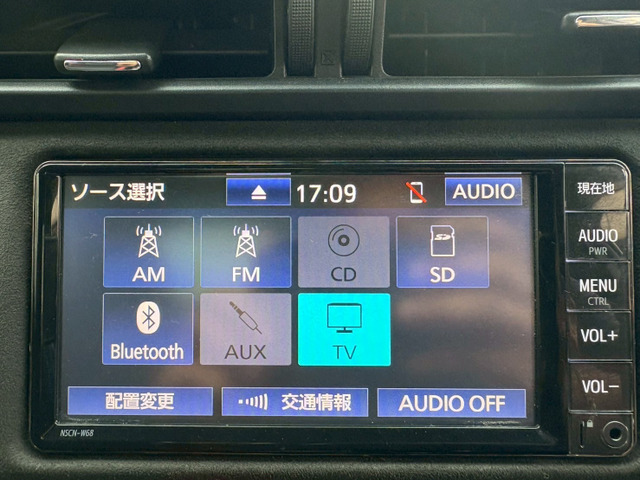 ソース選択 17:09 AUDIO
現在地
AM FM CD SD
AUDIO
PWR
MENU
CTRL
Bluetooth AUX TV
VOL+
VOL−
配置変更 交通情報 AUDIO OFF
NSCN-W68